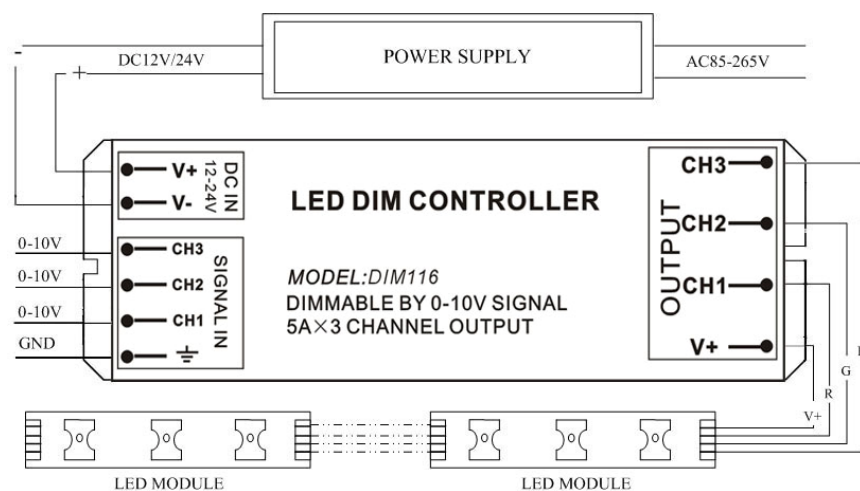 POWER SUPPLY
-
DC12V/24V
AC85-265V
+
V+
V-
DC IN
12-24V
CH3
LED DIM CONTROLLER
CH2
OUTPUT
0-10V
CH3
SIGNAL IN
0-10V
CH2
MODEL:DIM116
CH1
DIMMABLE BY 0-10V SIGNAL
0-10V
CH1
5A×3 CHANNEL OUTPUT
GND
V+
G
R
V+
LED MODULE
LED MODULE